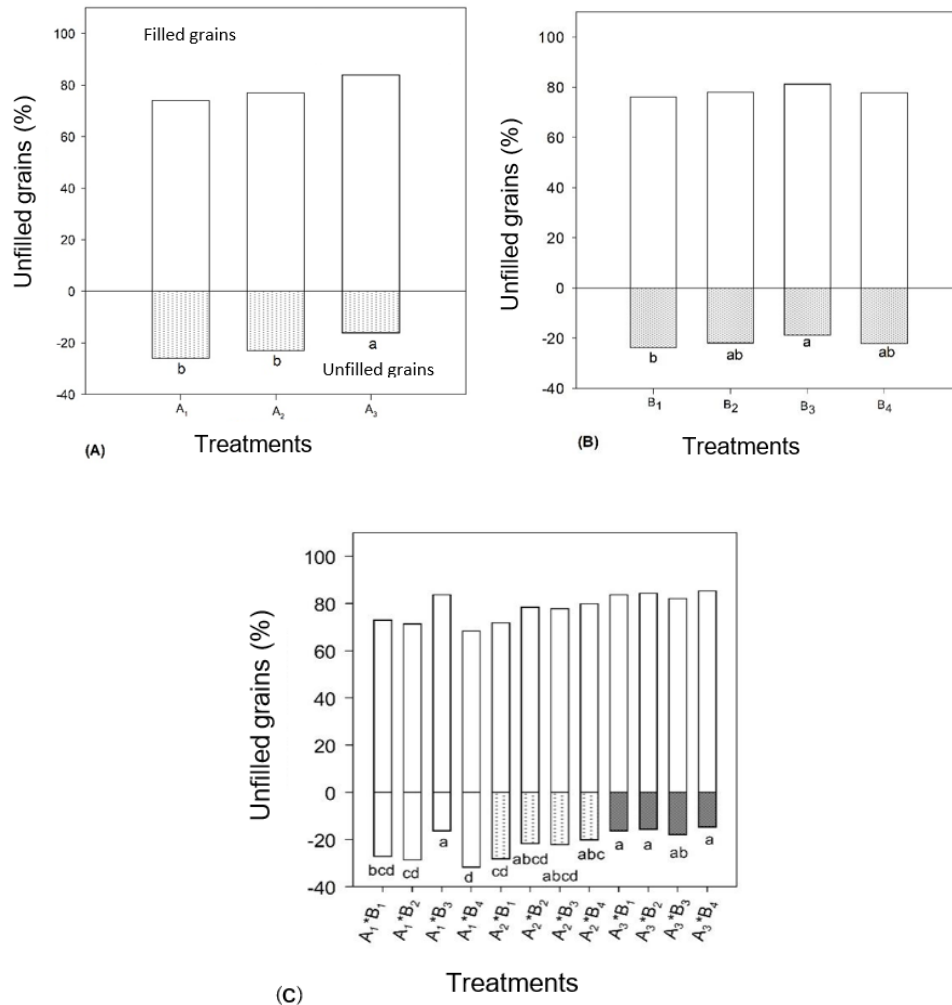 Filled grains
Unfilled grains (%)
100
80
60
40
20
0
-20
-40
b
b
a
Unfilled grains
A₁
A₂
A₃
(A)
Treatments
Unfilled grains (%)
100
80
60
40
20
0
-20
-40
b
ab
a
ab
B₁
B₂
B₃
B₄
(B)
Treatments
Unfilled grains (%)
100
80
60
40
20
0
-20
-40
bcd
cd
a
d
cd
abcd
abcd
abc
a
a
ab
a
A₁*B₁
A₁*B₂
A₁*B₃
A₁*B₄
A₂*B₁
A₂*B₂
A₂*B₃
A₂*B₄
A₃*B₁
A₃*B₂
A₃*B₃
A₃*B₄
Treatments
(C)